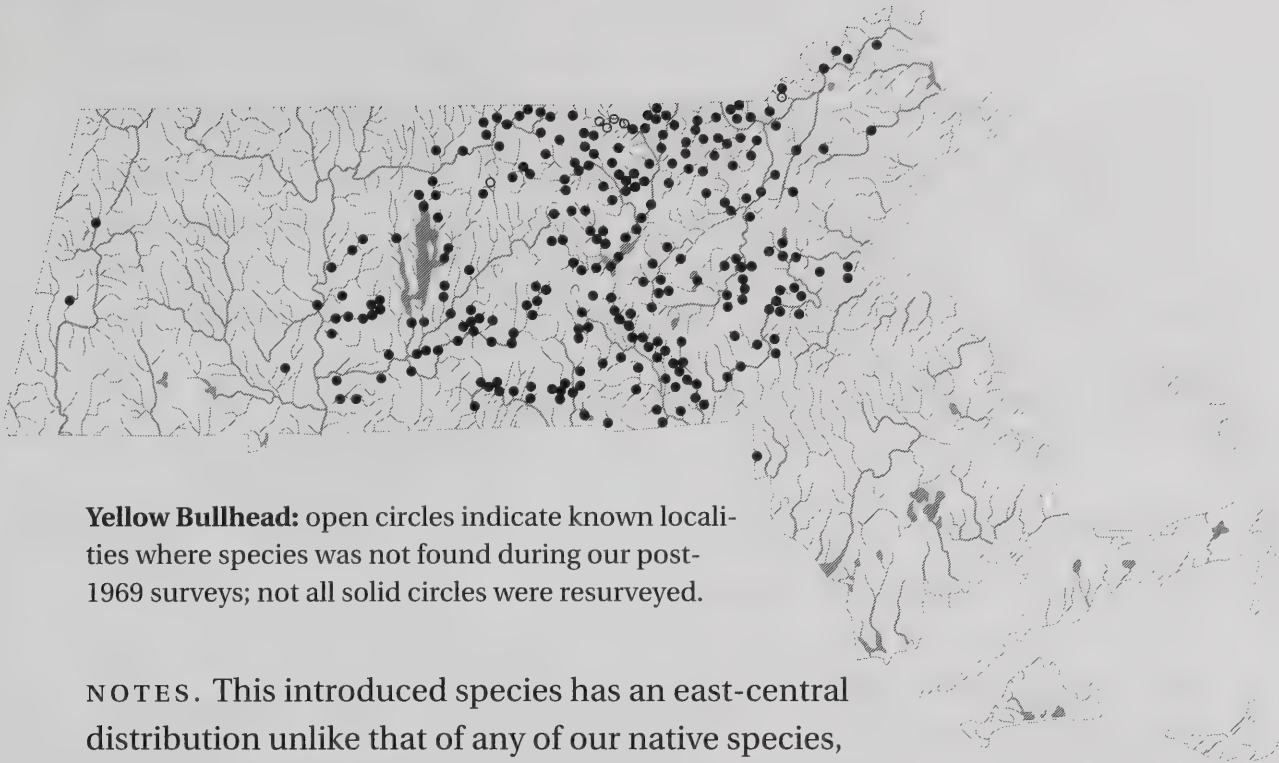 Yellow Bullhead: open circles indicate known locali-
ties where species was not found during our post-
1969 surveys; not all solid circles were resurveyed.
NOTES. This introduced species has an east-central
distribution unlike that of any of our native species,